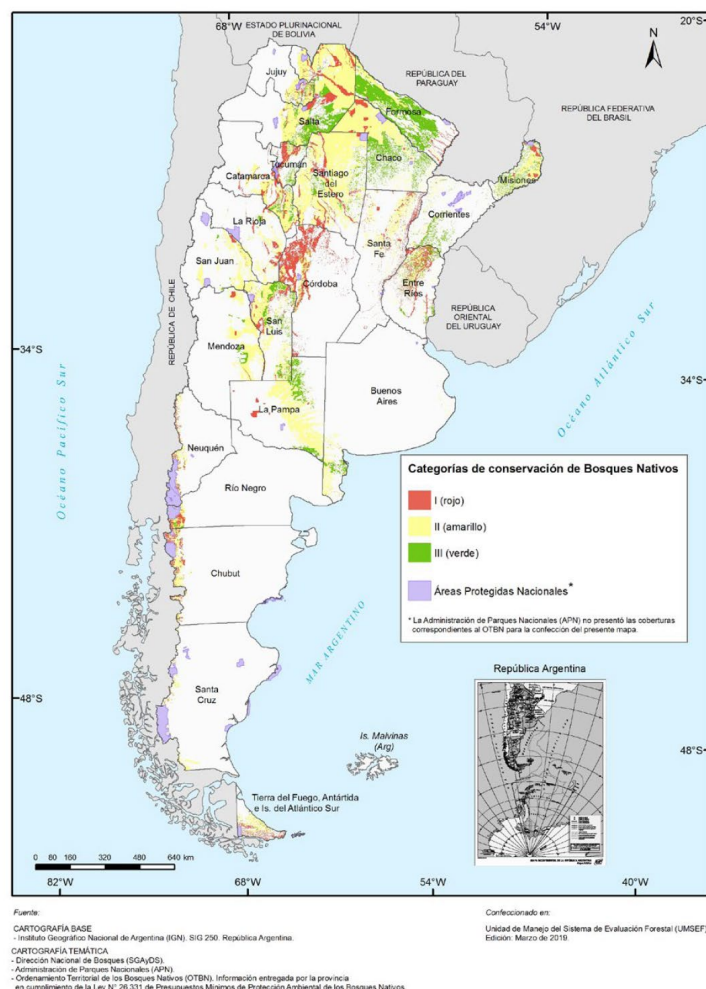 68°W
54°W
20°S
ESTADO PLURINACIONAL
DE BOLIVIA
N
REPÚBLICA DEL
PARAGUAY
REPÚBLICA FEDERATIVA
DEL BRASIL
Jujuy
Formosa
Salta
Chaco
Tucumán
Catamarca
Santiago
del
Estero
Misiones
Corrientes
La Rioja
Santa
Fe
San Juan
Córdoba
Entre
Ríos
REPÚBLICA
ORIENTAL
DEL URUGUAY
REPÚBLICA DE CHILE
San
Luis
Mendoza
34°S
34°S
Buenos
Aires
La Pampa
Océano Pacífico Sur
Océano Atlántico Sur
Neuquén
Río Negro
Chubut
MAR ARGENTINO
Santa
Cruz
48°S
48°S
Is. Malvinas
(Arg)
Tierra del Fuego, Antártida
e Is. del Atlántico Sur
Categorías de conservación de Bosques Nativos
I (rojo)
II (amarillo)
III (verde)
Áreas Protegidas Nacionales*
* La Administración de Parques Nacionales (APN) no presentó las coberturas
correspondientes al OTBN para la confección del presente mapa.
República Argentina
0 80 160 320 480 640 km
82°W
68°W
54°W
40°W
Fuente:
CARTOGRAFÍA BASE
- Instituto Geográfico Nacional de Argentina (IGN). SIG 250. República Argentina.
CARTOGRAFÍA TEMÁTICA
- Dirección Nacional de Bosques (SGAyDS).
- Administración de Parques Nacionales (APN).
- Ordenamiento Territorial de los Bosques Nativos (OTBN). Información entregada por la provincia
en cumplimiento de la Ley N° 26.331 de Presupuestos Mínimos de Protección Ambiental de los Bosques Nativos.
Confeccionado en:
Unidad de Manejo del Sistema de Evaluación Forestal (UMSEF)
Edición: Marzo de 2019.